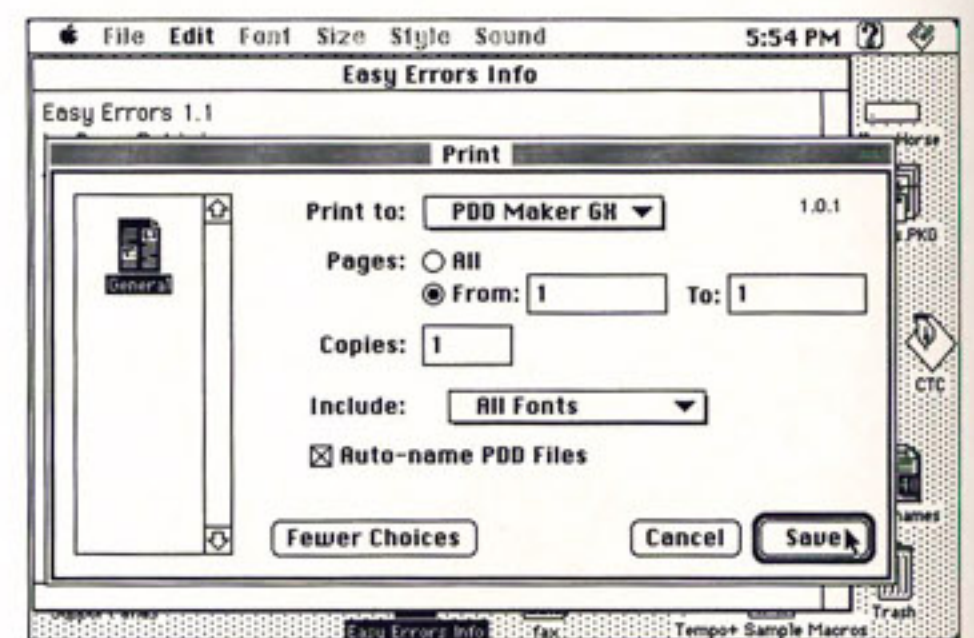 File Edit Font Size Style Sound 5:54 PM
Easy Errors Info
Easy Errors 1.1
Print
Print to: PDD Maker GX 1.0.1
.PKG
General
Pages: All
From: 1 To: 1
Copies: 1
CTC
Include: All Fonts
Auto-name PDD Files
Fewer Choices Cancel Save
Trash
Easy Errors Info fax Tempo+ Sample Macros